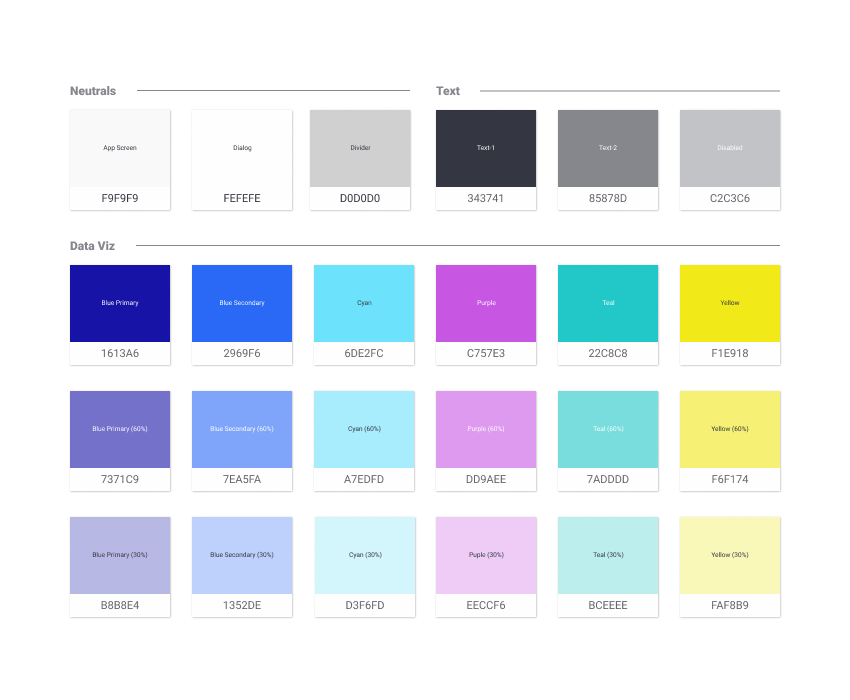 Neutrals
Text
App Screen
Dialog
Divider
Text-1
Text-2
Disabled
F9F9F9
FEFEFE
D0D0D0
343741
85878D
C2C3C6
Data Viz
Blue Primary
Blue Secondary
Cyan
Purple
Teal
Yellow
1613A6
2969F6
6DE2FC
C757E3
22C8C8
F1E918
Blue Primary (60%)
Blue Secondary (60%)
Cyan (60%)
Purple (60%)
Teal (60%)
Yellow (60%)
7371C9
7EA5FA
A7EDFD
DD9AEE
7ADDDD
F6F174
Blue Primary (30%)
Blue Secondary (30%)
Cyan (30%)
Puple (30%)
Teal (30%)
Yellow (30%)
B8B8E4
1352DE
D3F6FD
EECCF6
BCEEEE
FAF8B9